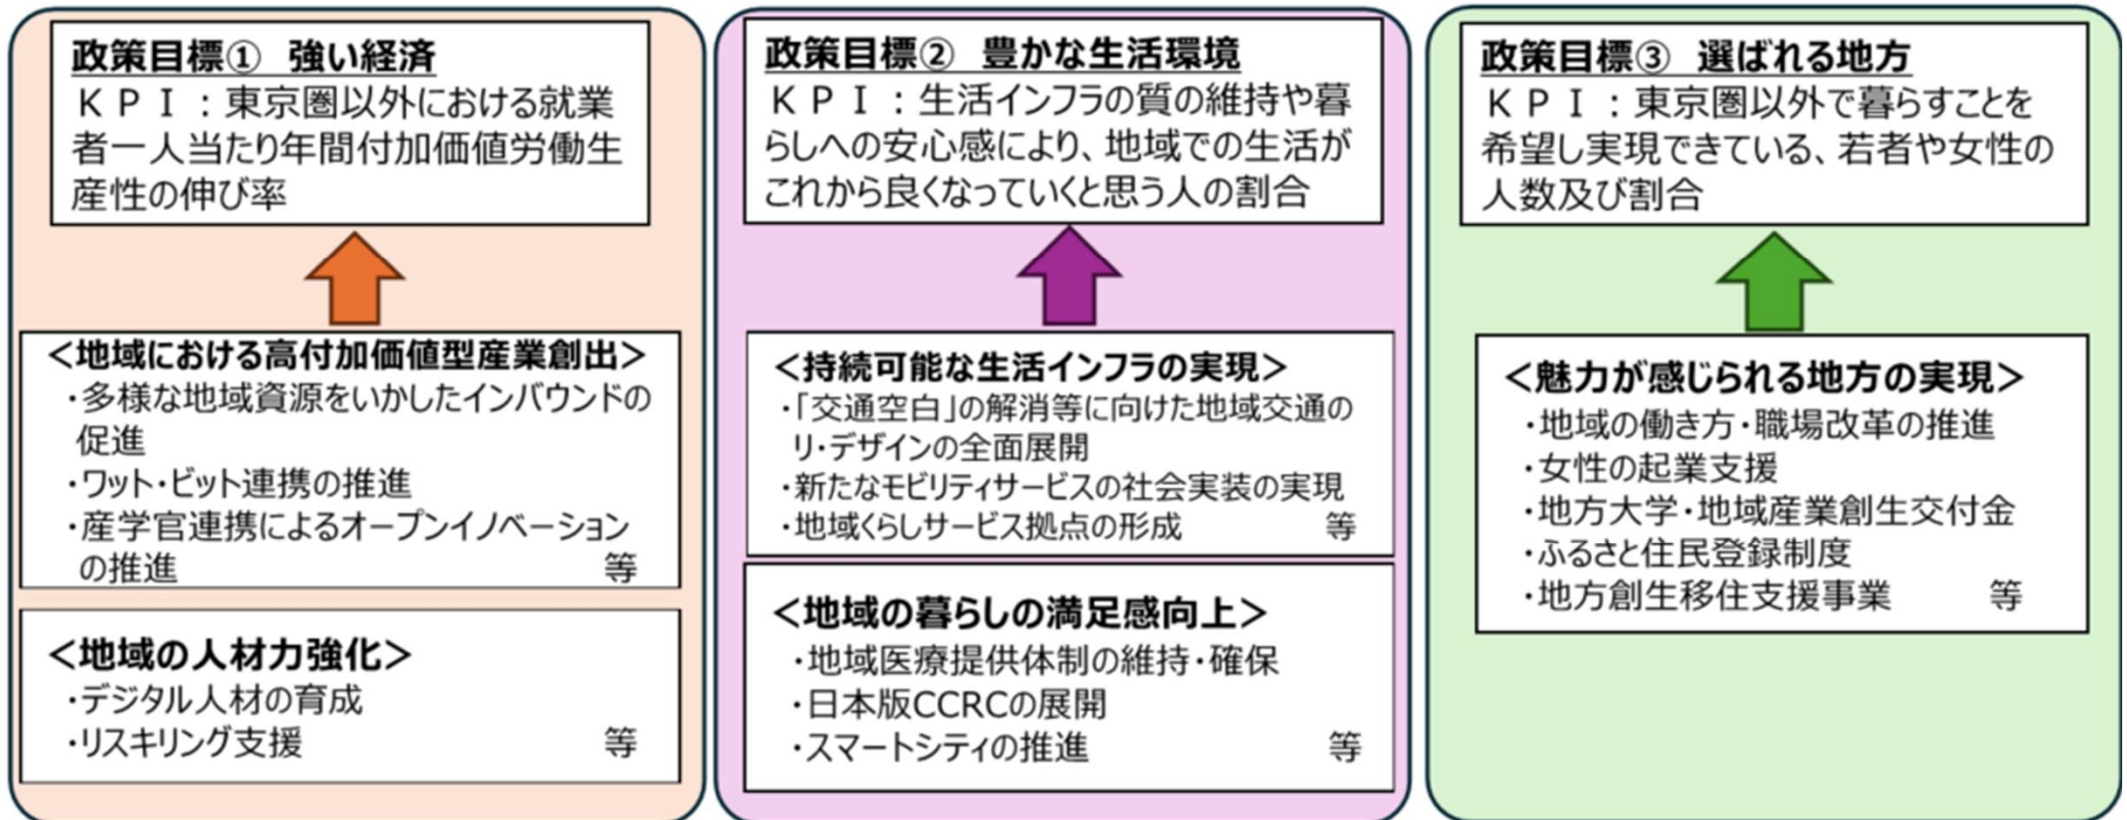 政策目標① 強い経済
ＫＰＩ：東京圏以外における就業
者一人当たり年間付加価値労働生
産性の伸び率
＜地域における高付加価値型産業創出＞
・多様な地域資源をいかしたインバウンドの
促進
・ワット・ビット連携の推進
・産学官連携によるオープンイノベーション
の推進 等
＜地域の人材力強化＞
・デジタル人材の育成
・リスキリング支援 等
政策目標② 豊かな生活環境
ＫＰＩ：生活インフラの質の維持や暮
らしへの安心感により、地域での生活が
これから良くなっていくと思う人の割合
＜持続可能な生活インフラの実現＞
・「交通空白」の解消等に向けた地域交通の
リ・デザインの全面展開
・新たなモビリティサービスの社会実装の実現
・地域くらしサービス拠点の形成 等
＜地域の暮らしの満足感向上＞
・地域医療提供体制の維持・確保
・日本版CCRCの展開
・スマートシティの推進 等
政策目標③ 選ばれる地方
ＫＰＩ：東京圏以外で暮らすことを
希望し実現できている、若者や女性の
人数及び割合
＜魅力が感じられる地方の実現＞
・地域の働き方・職場改革の推進
・女性の起業支援
・地方大学・地域産業創生交付金
・ふるさと住民登録制度
・地方創生移住支援事業 等